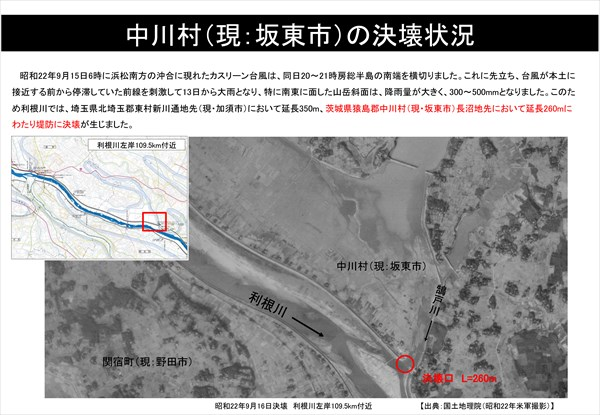 中川村（現：坂東市）の決壊状況
昭和22年9月15日6時に浜松南方の沖合に現れたカスリーン台風は、同日20～21時房総半島の南端を横切りました。これに先立ち、台風が本土に
接近する前から停滞していた前線を刺激して13日から大雨となり、特に南東に面した山岳斜面は、降雨量が大きく、300～500mmとなりました。このた
め利根川では、埼玉県北埼玉郡東村新川通地先（現・加須市）において延長350m、茨城県猿島郡中川村（現・坂東市）長沼地先において延長260mに
わたり堤防に決壊が生じました。
利根川左岸109.5km付近
中川村（現：坂東市）
鵠戸川
利根川
関宿町（現：野田市）
決壊口 L=260m
昭和22年9月16日決壊 利根川左岸109.5km付近
【出典：国土地理院（昭和22年米軍撮影）】